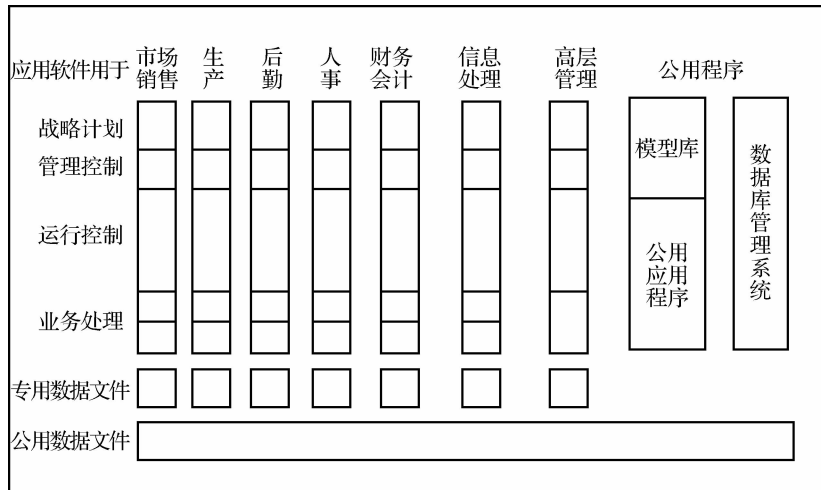 应用软件用于
市场
销售
生
产
后
勤
人
事
财务
会计
信息
处理
高层
管理
公用程序
战略计划
管理控制
运行控制
业务处理
专用数据文件
公用数据文件
模型库
公用
应用
程序
数
据
库
管
理
系
统